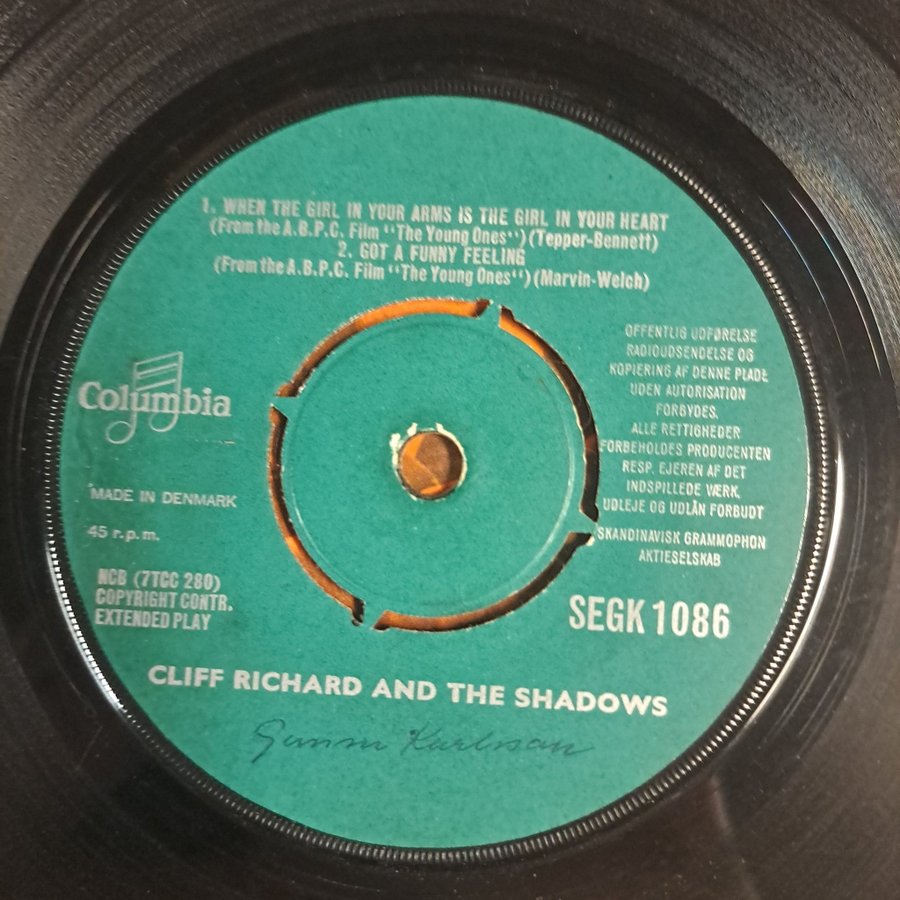 1. WHEN THE GIRL IN YOUR ARMS IS THE GIRL IN YOUR HEART
(From the A.B.P.C. Film "The Young Ones") (Tepper-Bennett)
2. GOT A FUNNY FEELING
(From the A.B.P.C. Film "The Young Ones") (Marvin-Welch)
Columbia
MADE IN DENMARK
45 r.p.m.
NCB (7TCC 280)
COPYRIGHT CONTR.
EXTENDED PLAY
OFFENTLIG UDFØRELSE
RADIOUDSENDELSE OG
KOPIERING AF DENNE PLADE
UDEN AUTORISATION
FORBYDES.
ALLE RETTIGHEDER
FORBEHOLDES PRODUCENTEN
RESP. EJEREN AF DET
INDSPILLEDE VÆRK.
UDLEJE OG UDLÅN FORBUDT
SKANDINAVISK GRAMMOPHON
AKTIESELSKAB
SEGK 1086
CLIFF RICHARD AND THE SHADOWS